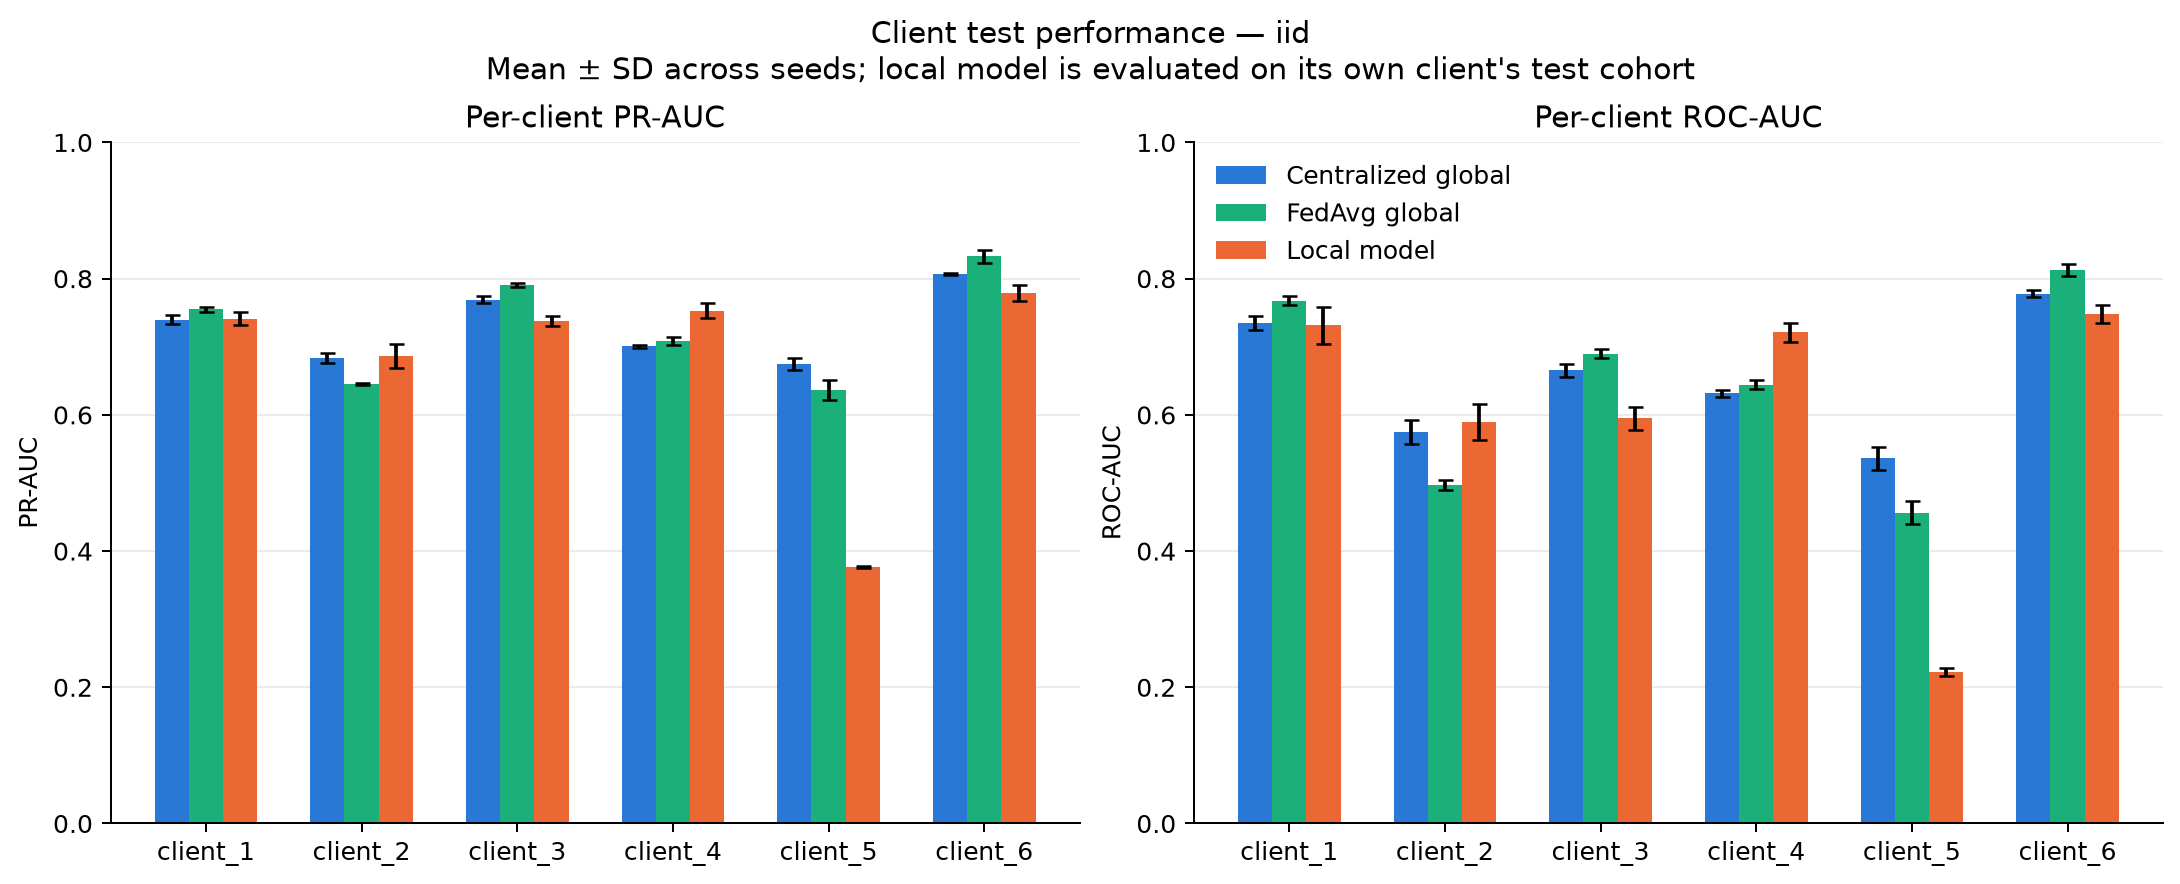 Client test performance — iid
Mean ± SD across seeds; local model is evaluated on its own client's test cohort
Per-client PR-AUC
PR-AUC
1.0
0.8
0.6
0.4
0.2
0.0
client_1
client_2
client_3
client_4
client_5
client_6
Per-client ROC-AUC
ROC-AUC
1.0
0.8
0.6
0.4
0.2
0.0
Centralized global
FedAvg global
Local model
client_1
client_2
client_3
client_4
client_5
client_6